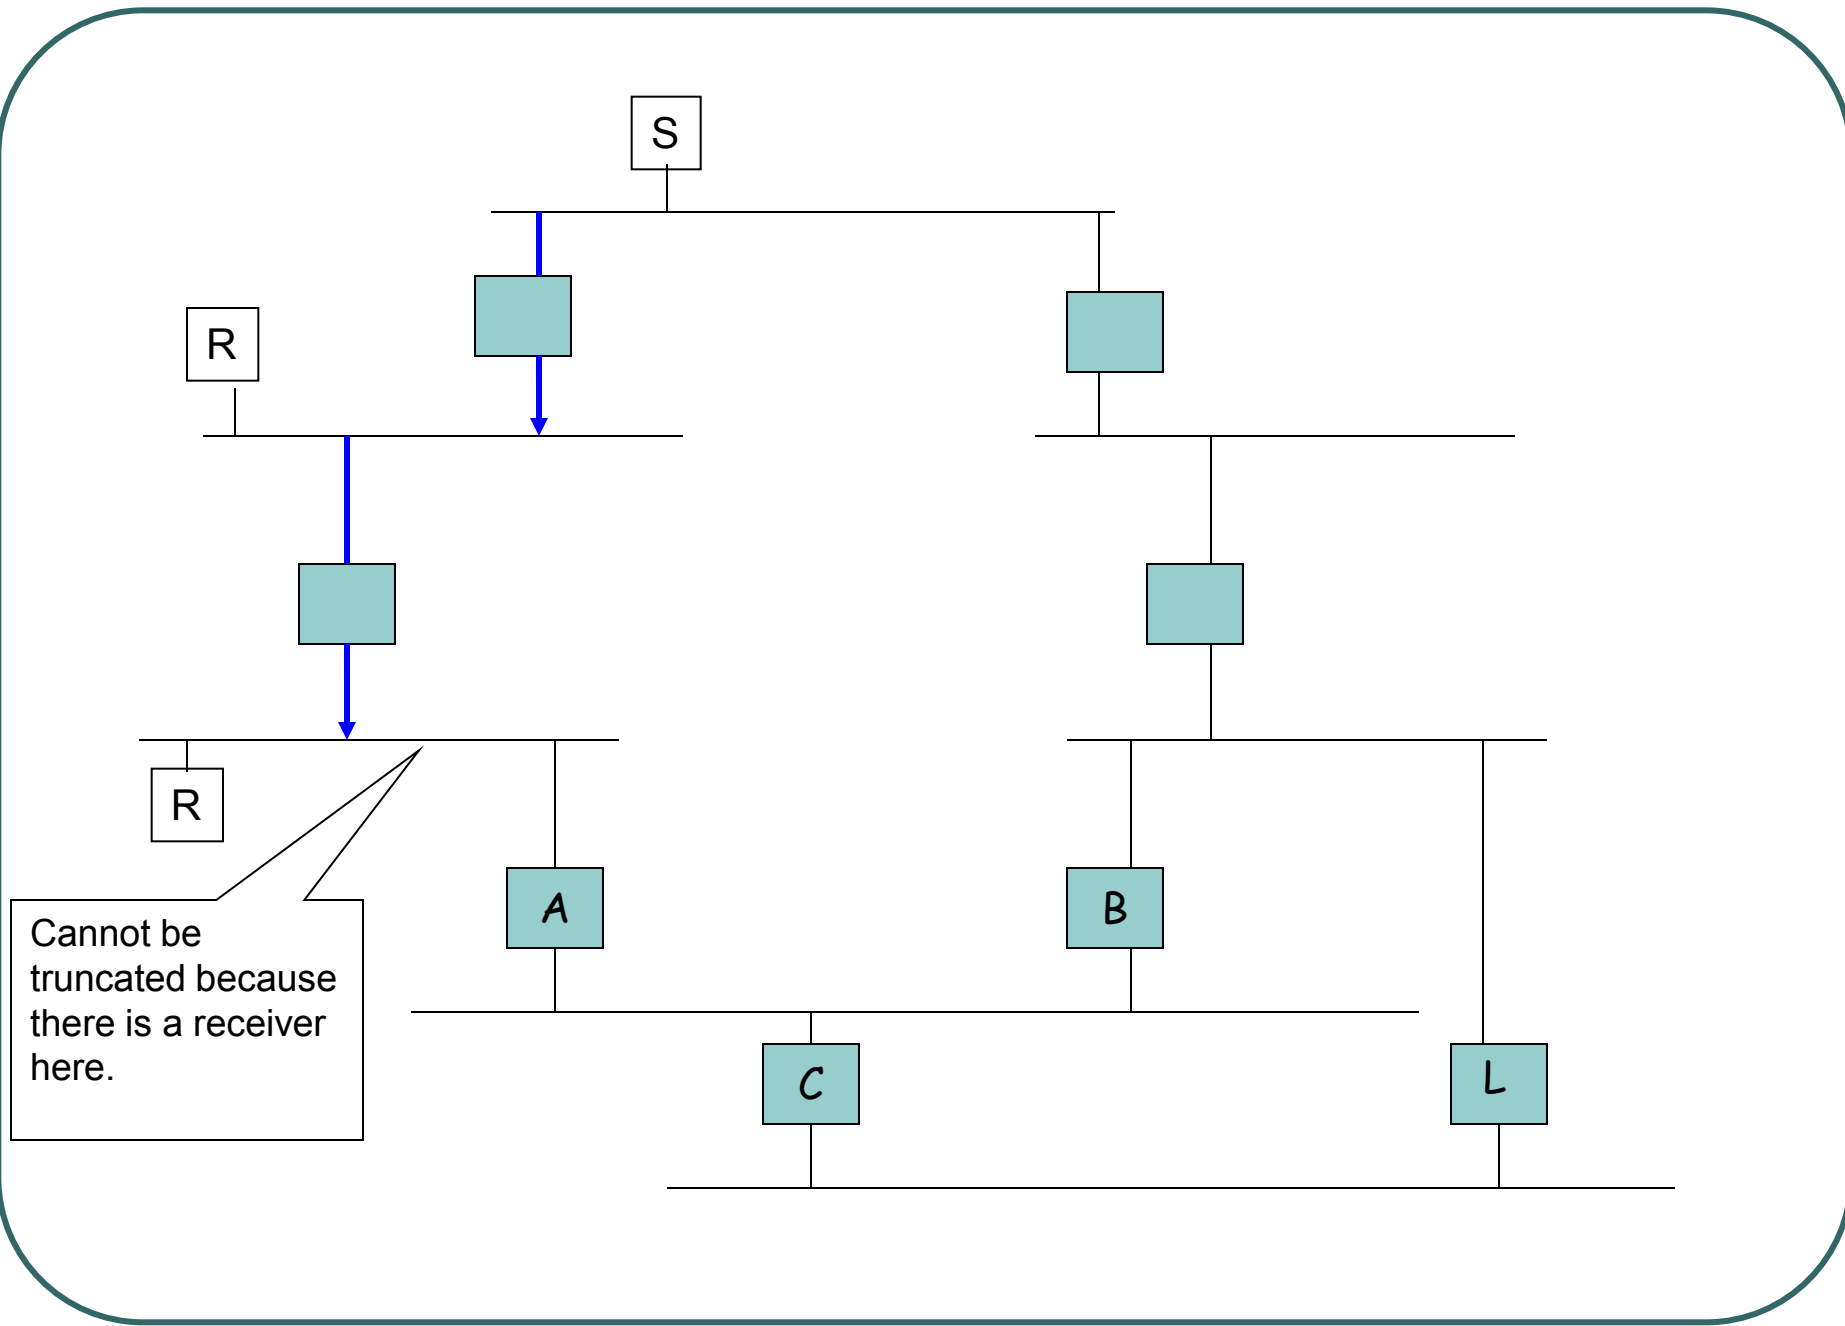 S
R
R
A
B
Cannot be
truncated because
there is a receiver
here.
C
L